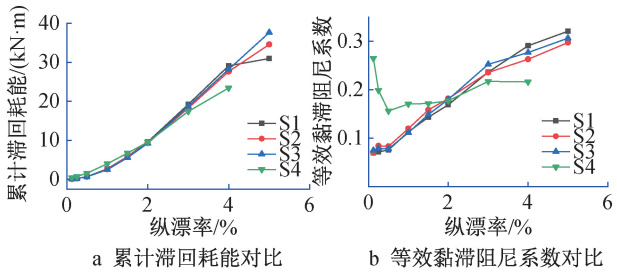 累计滞回耗能/(kN·m)
40
30
20
10
0
S1
S2
S3
S4
0
2
4
6
纵漂率/%
a 累计滞回耗能对比
等效黏滞阻尼系数
0.3
0.2
0.1
S1
S2
S3
S4
0
2
4
6
纵漂率/%
b 等效黏滞阻尼系数对比